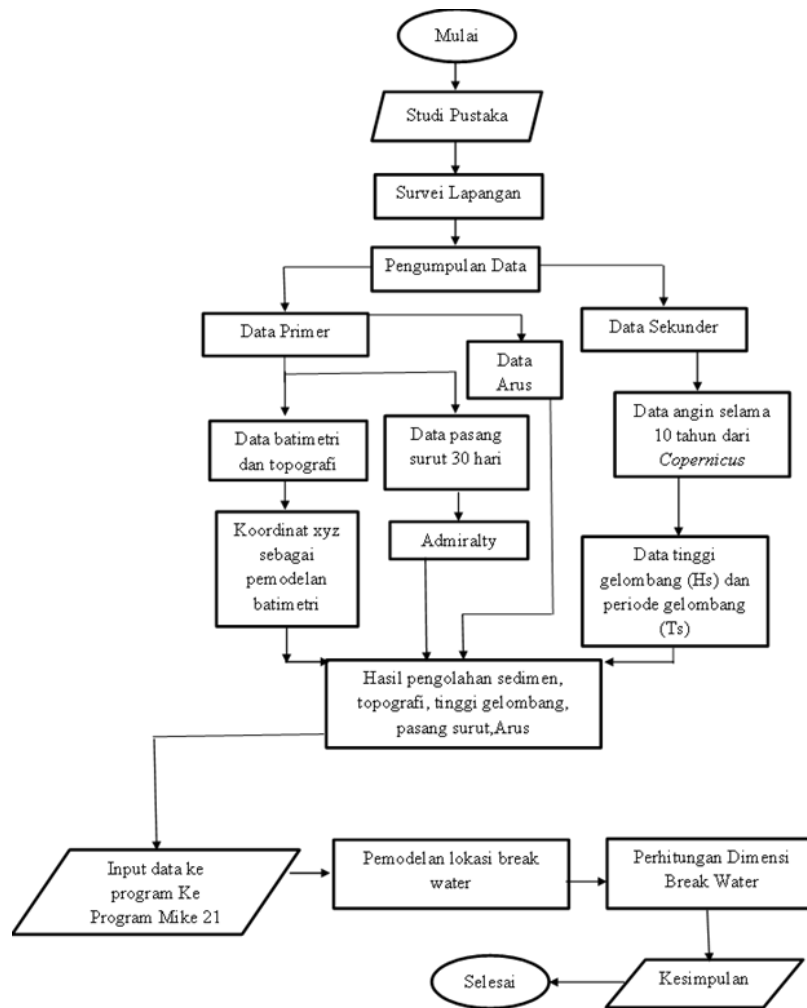 Mulai
Studi Pustaka
Survei Lapangan
Pengumpulan Data
Data Primer
Data Sekunder
Data
Arus
Data batimetri
dan topografi
Data pasang
surut 30 hari
Data angin selama
10 tahun dari
Copernicus
Koordinat xyz
sebagai
pemodelan
batimetri
Admiralty
Data tinggi
gelombang (Hs) dan
periode gelombang
(Ts)
Hasil pengolahan sedimen,
topografi, tinggi gelombang,
pasang surut,Arus
Input data ke
program Ke
Program Mike 21
Pemodelan lokasi break
water
Perhitungan Dimensi
Break Water
Kesimpulan
Selesai